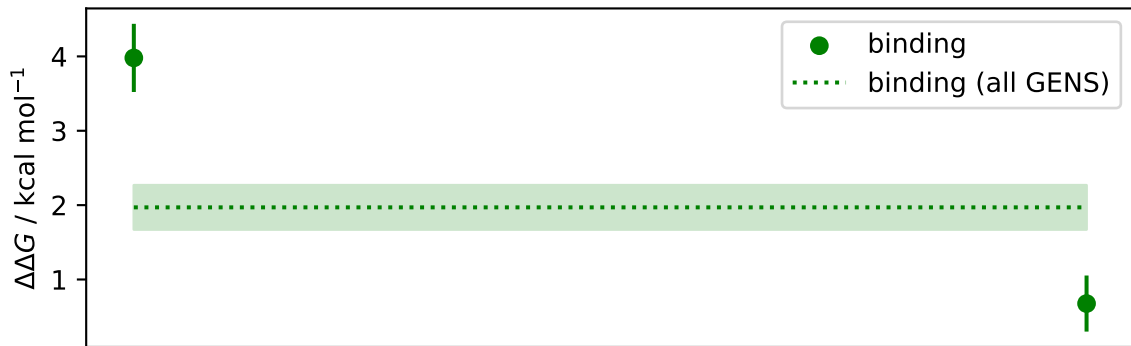 binding
binding (all GENS)
ΔΔG / kcal mol⁻¹
4
3
2
1